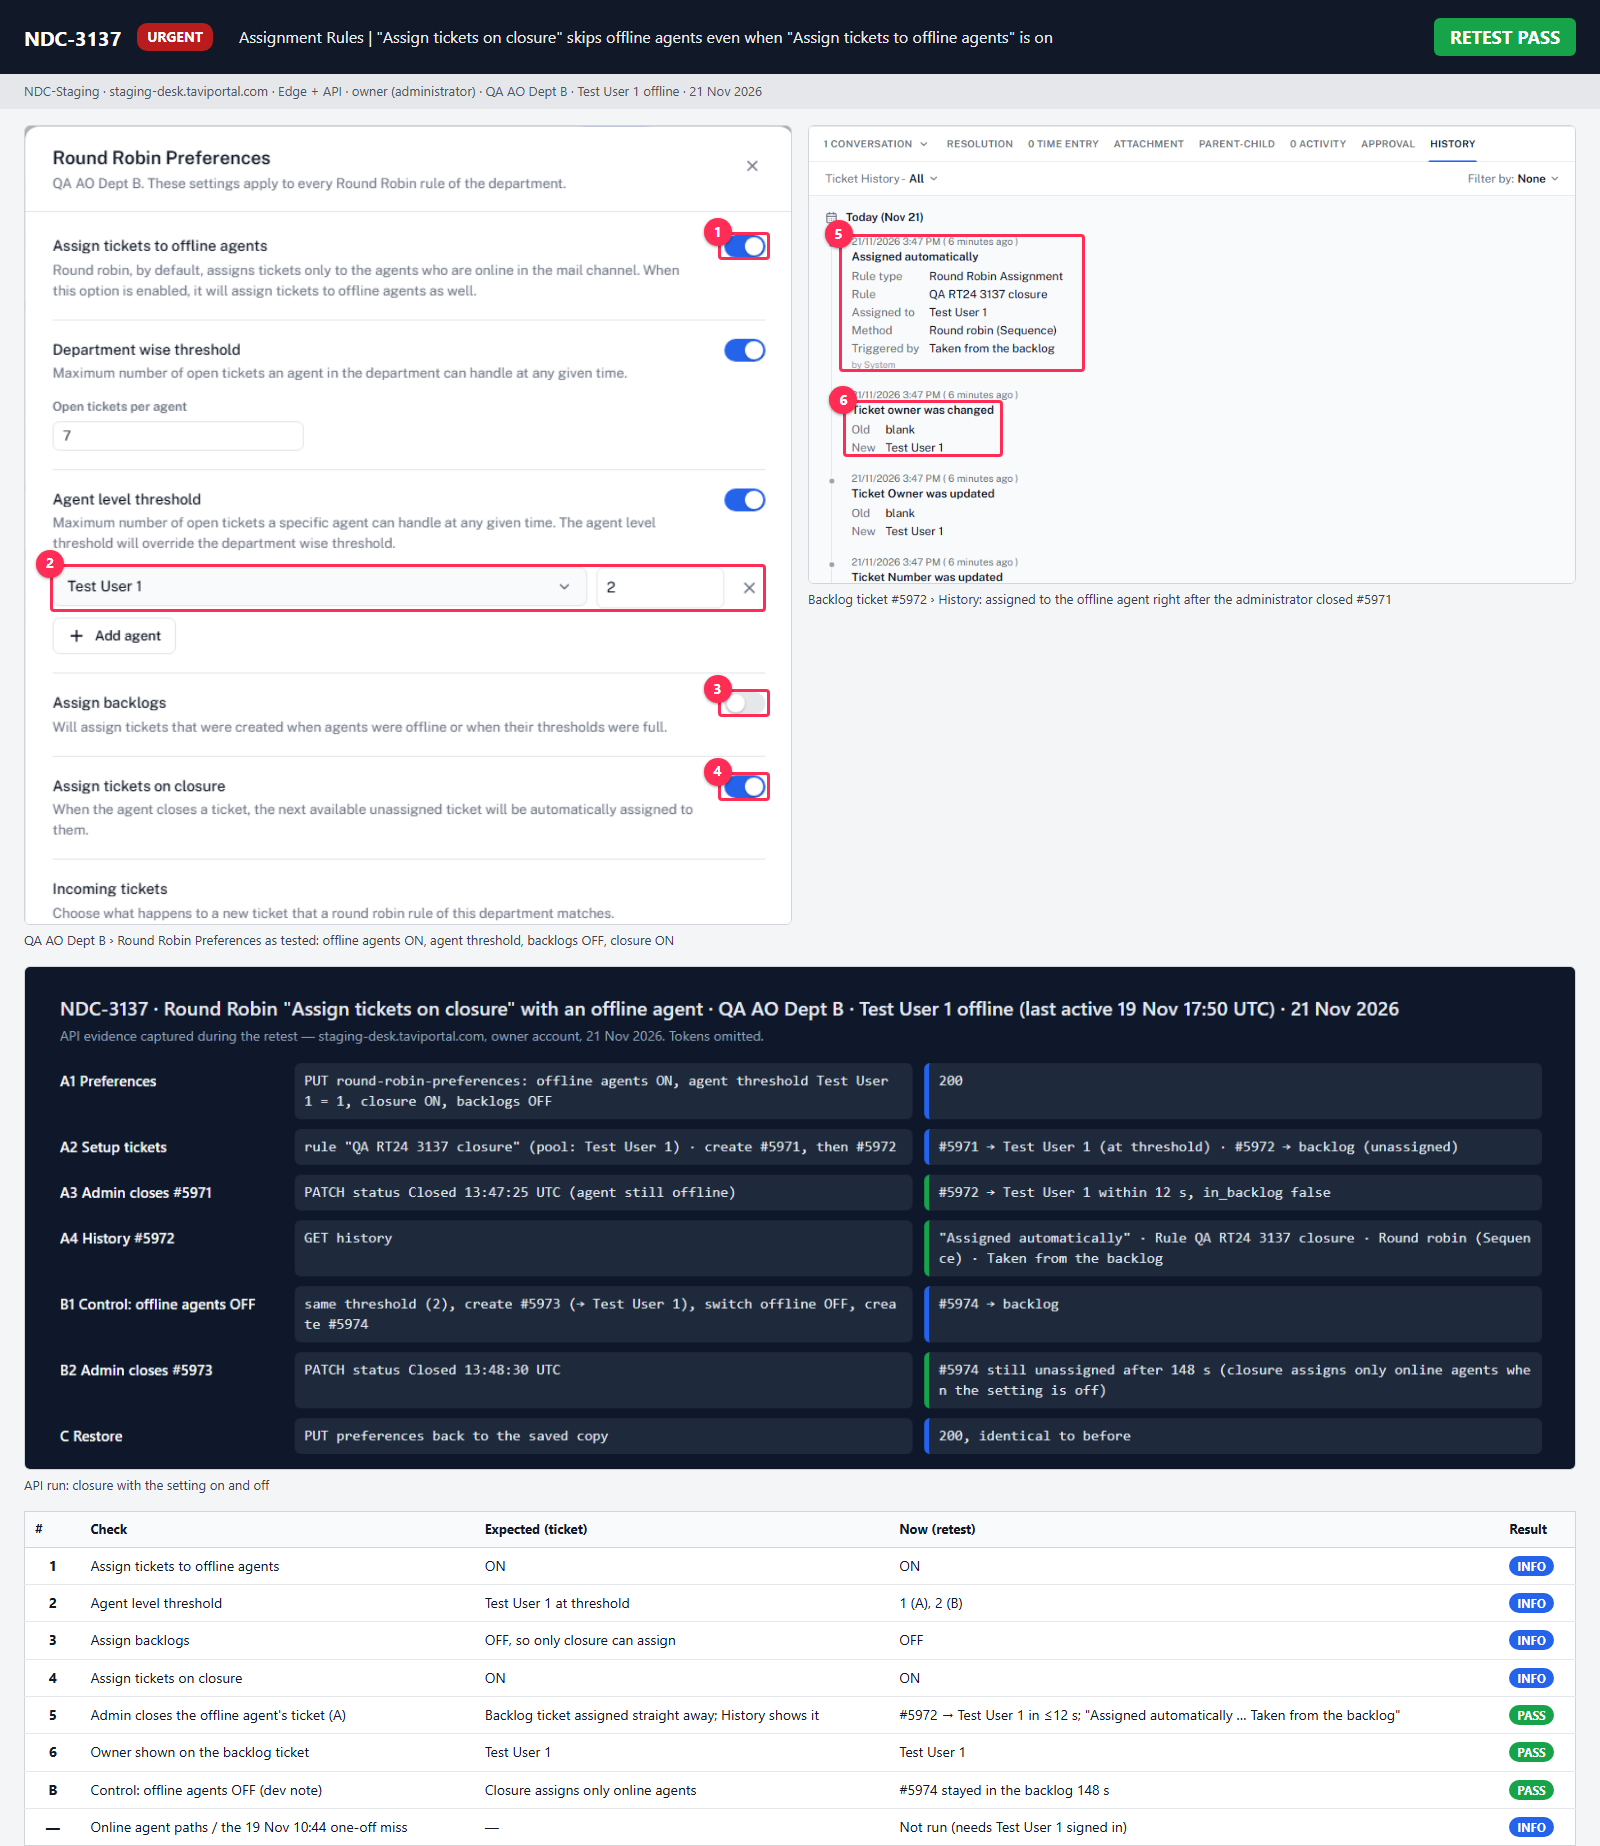 NDC-3137
URGENT
Assignment Rules | "Assign tickets on closure" skips offline agents even when "Assign tickets to offline agents" is on
RETEST PASS
NDC-Staging · staging-desk.taviportal.com · Edge + API · owner (administrator) · QA AO Dept B · Test User 1 offline · 21 Nov 2026
Round Robin Preferences
QA AO Dept B. These settings apply to every Round Robin rule of the department.
1
Assign tickets to offline agents
Round robin, by default, assigns tickets only to the agents who are online in the mail channel. When
this option is enabled, it will assign tickets to offline agents as well.
Department wise threshold
Maximum number of open tickets an agent in the department can handle at any given time.
Open tickets per agent
7
Agent level threshold
Maximum number of open tickets a specific agent can handle at any given time. The agent level
threshold will override the department wise threshold.
2
Test User 1
2
Add agent
3
Assign backlogs
Will assign tickets that were created when agents were offline or when their thresholds were full.
4
Assign tickets on closure
When the agent closes a ticket, the next available unassigned ticket will be automatically assigned to
them.
Incoming tickets
Choose what happens to a new ticket that a round robin rule of this department matches.
QA AO Dept B › Round Robin Preferences as tested: offline agents ON, agent threshold, backlogs OFF, closure ON
1 CONVERSATION
RESOLUTION
0 TIME ENTRY
ATTACHMENT
PARENT-CHILD
0 ACTIVITY
APPROVAL
HISTORY
Ticket History - All
Filter by: None
Today (Nov 21)
5
21/11/2026 3:47 PM ( 6 minutes ago )
Assigned automatically
Rule type Round Robin Assignment
Rule QA RT24 3137 closure
Assigned to Test User 1
Method Round robin (Sequence)
Triggered by Taken from the backlog
by System
6
21/11/2026 3:47 PM ( 6 minutes ago )
Ticket owner was changed
Old blank
New Test User 1
21/11/2026 3:47 PM ( 6 minutes ago )
Ticket Owner was updated
Old blank
New Test User 1
21/11/2026 3:47 PM ( 6 minutes ago )
Ticket Number was updated
Backlog ticket #5972 › History: assigned to the offline agent right after the administrator closed #5971
NDC-3137 · Round Robin "Assign tickets on closure" with an offline agent · QA AO Dept B · Test User 1 offline (last active 19 Nov 17:50 UTC) · 21 Nov 2026
API evidence captured during the retest — staging-desk.taviportal.com, owner account, 21 Nov 2026. Tokens omitted.
A1 Preferences
PUT round-robin-preferences: offline agents ON, agent threshold Test User
1 = 1, closure ON, backlogs OFF
200
A2 Setup tickets
rule "QA RT24 3137 closure" (pool: Test User 1) · create #5971, then #5972
#5971 → Test User 1 (at threshold) · #5972 → backlog (unassigned)
A3 Admin closes #5971
PATCH status Closed 13:47:25 UTC (agent still offline)
#5972 → Test User 1 within 12 s, in_backlog false
A4 History #5972
GET history
"Assigned automatically" · Rule QA RT24 3137 closure · Round robin (Sequen
ce) · Taken from the backlog
B1 Control: offline agents OFF
same threshold (2), create #5973 (→ Test User 1), switch offline OFF, crea
te #5974
#5974 → backlog
B2 Admin closes #5973
PATCH status Closed 13:48:30 UTC
#5974 still unassigned after 148 s (closure assigns only online agents whe
n the setting is off)
C Restore
PUT preferences back to the saved copy
200, identical to before
API run: closure with the setting on and off
# Check Expected (ticket) Now (retest) Result
1 Assign tickets to offline agents ON ON INFO
2 Agent level threshold Test User 1 at threshold 1 (A), 2 (B) INFO
3 Assign backlogs OFF, so only closure can assign OFF INFO
4 Assign tickets on closure ON ON INFO
5 Admin closes the offline agent's ticket (A) Backlog ticket assigned straight away; History shows it #5972 → Test User 1 in ≤12 s; "Assigned automatically ... Taken from the backlog" PASS
6 Owner shown on the backlog ticket Test User 1 Test User 1 PASS
B Control: offline agents OFF (dev note) Closure assigns only online agents #5974 stayed in the backlog 148 s PASS
— Online agent paths / the 19 Nov 10:44 one-off miss — Not run (needs Test User 1 signed in) INFO